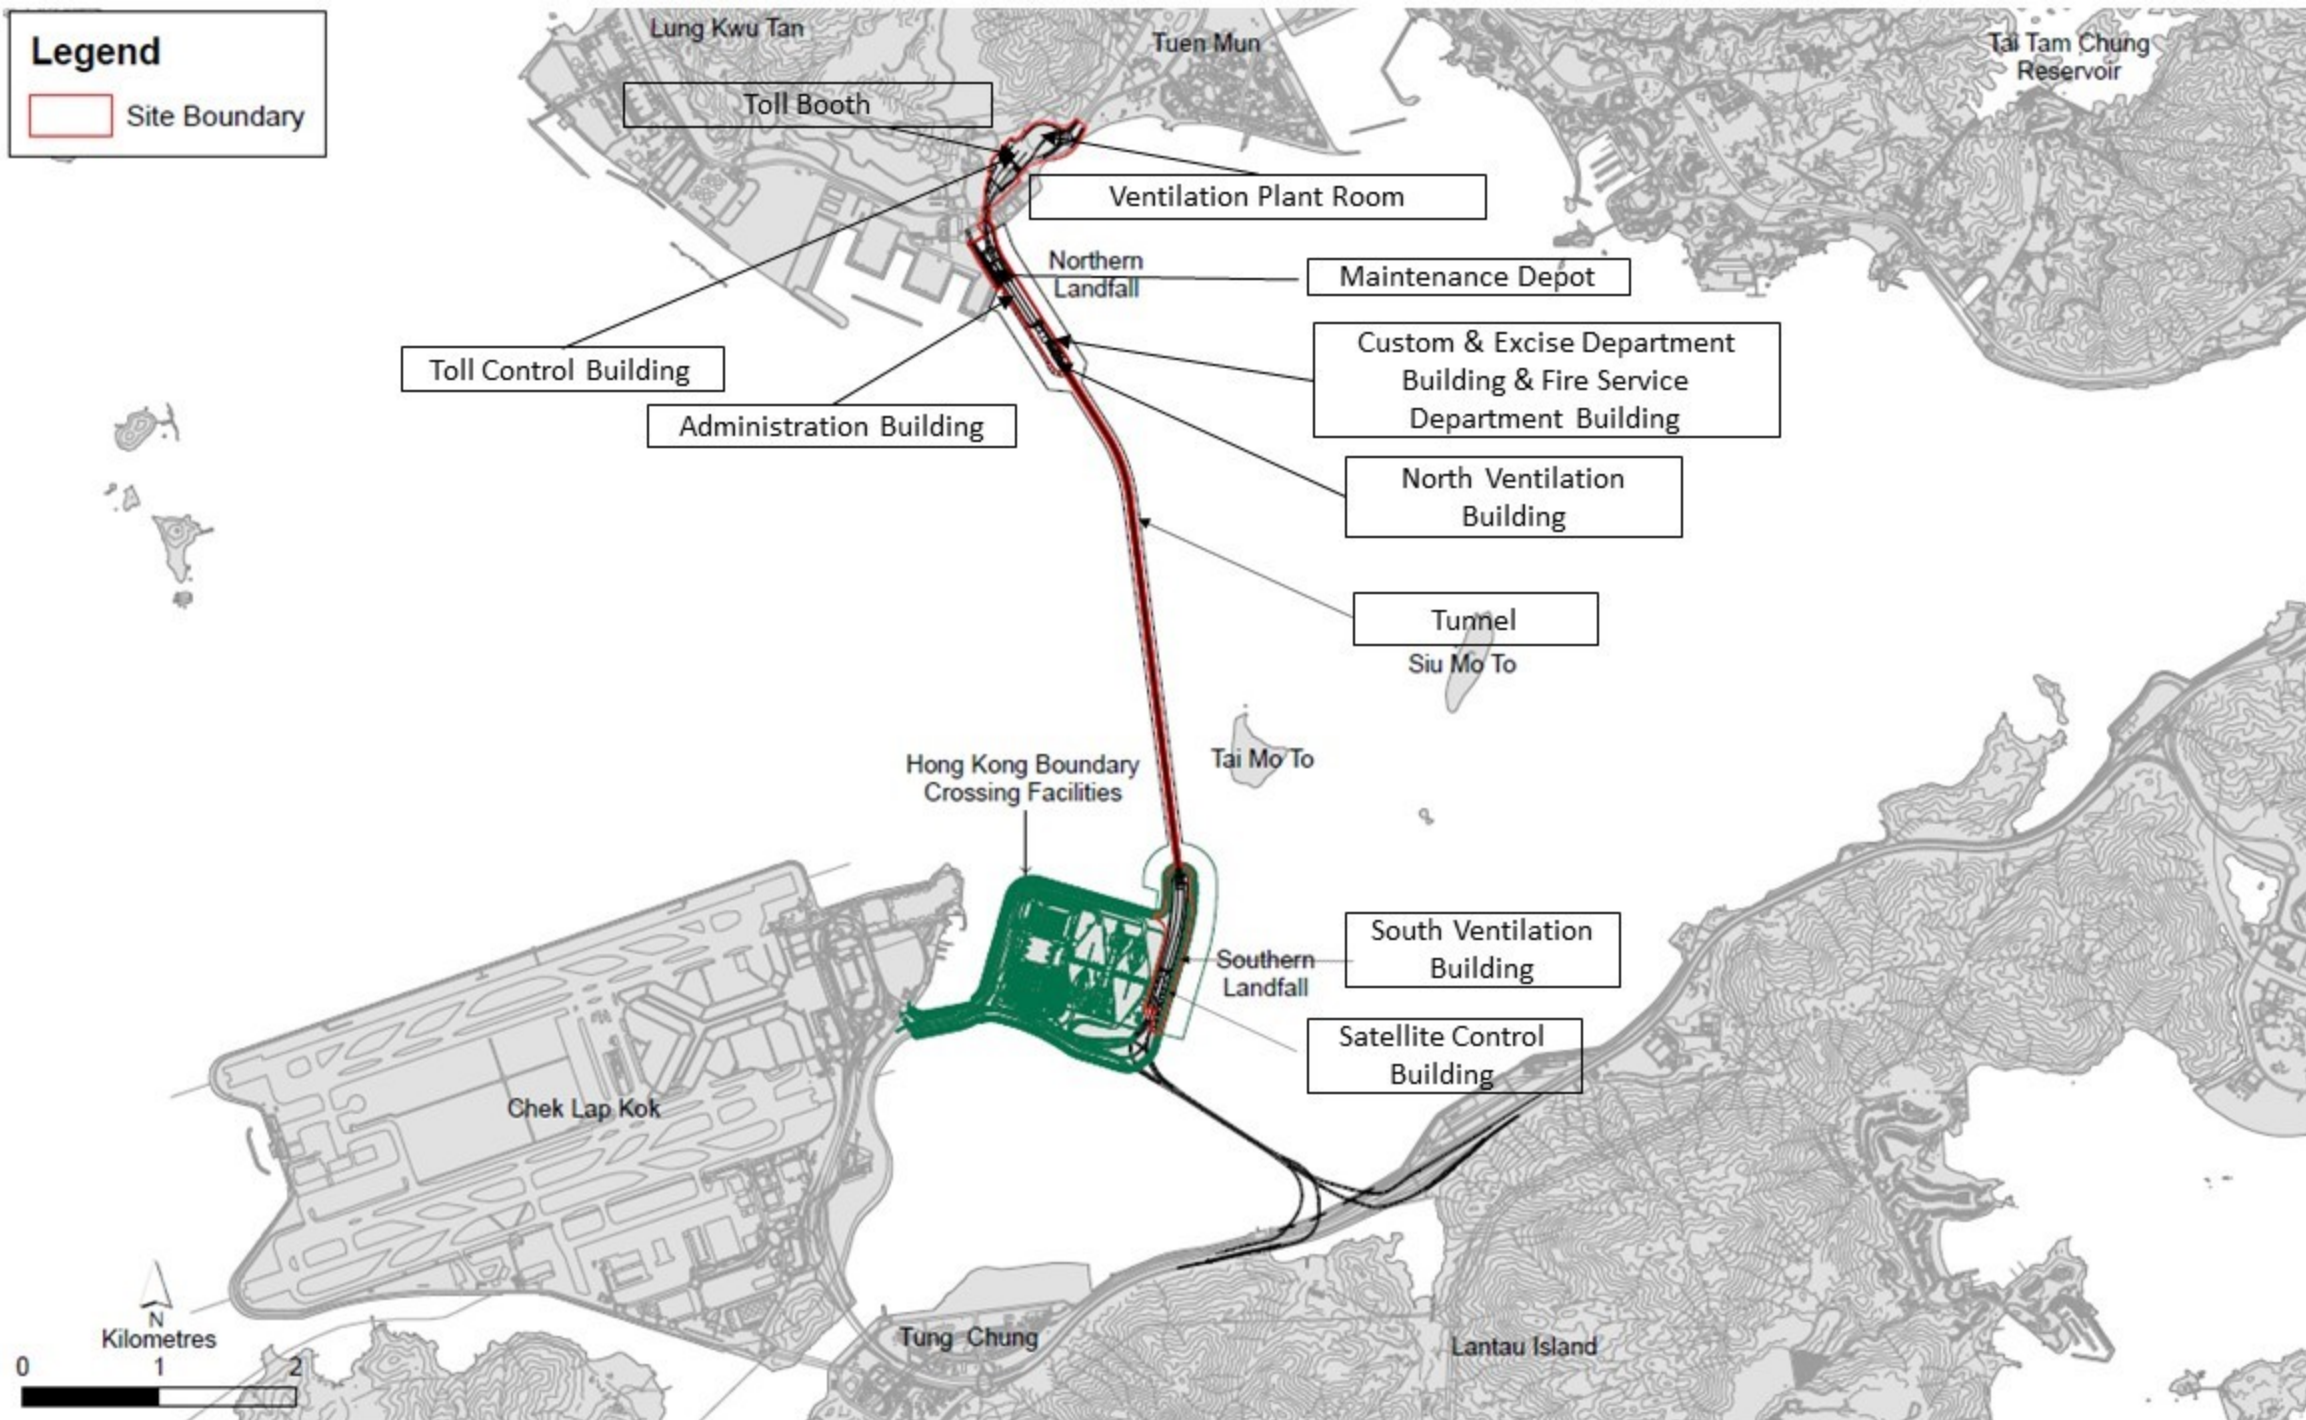 Legend
Site Boundary
Lung Kwu Tan
Tuen Mun
Tai Tam Chung
Reservoir
Toll Booth
Ventilation Plant Room
Northern
Landfall
Maintenance Depot
Custom & Excise Department
Building & Fire Service
Department Building
Toll Control Building
Administration Building
North Ventilation
Building
Tunnel
Siu Mo To
Tai Mo To
Hong Kong Boundary
Crossing Facilities
South Ventilation
Building
Southern
Landfall
Satellite Control
Building
Chek Lap Kok
Tung Chung
Lantau Island
N
Kilometres
0 1 2